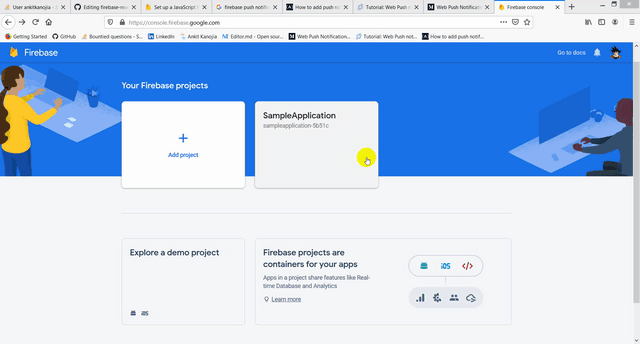 User ankitkanojia - S
Editing firebase-mu
Set up a JavaScript
firebase push notifi
How to add push no
Tutorial: Web Push
Web Push Notificatio
Firebase console
https://console.firebase.google.com
Getting Started
GitHub
Bountied questions - S
LinkedIn
Ankit Kanojia
Editor.md - Open sour...
Web Push Notification...
Tutorial: Web Push not...
How to add push notif...
Firebase
Go to docs
Your Firebase projects
Add project
SampleApplication
sampleapplication-5b51c
Explore a demo project
iOS
Firebase projects are
containers for your apps
Apps in a project share features like Real-
time Database and Analytics
Learn more
iOS